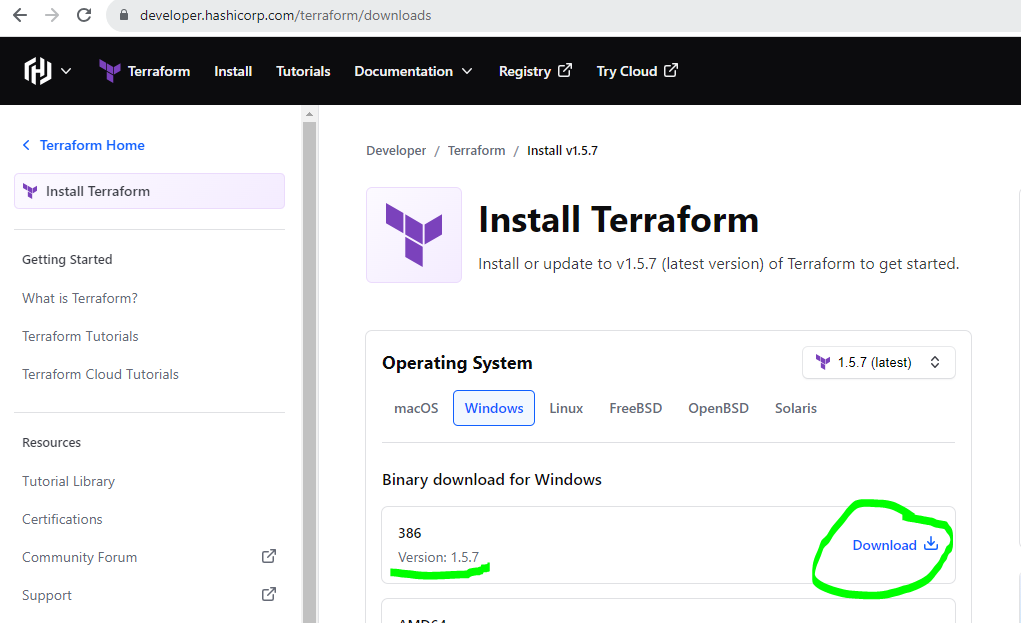 developer.hashicorp.com/terraform/downloads
Terraform Install Tutorials Documentation Registry Try Cloud
Terraform Home
Install Terraform
Getting Started
What is Terraform?
Terraform Tutorials
Terraform Cloud Tutorials
Resources
Tutorial Library
Certifications
Community Forum
Support
Developer / Terraform / Install v1.5.7
Install Terraform
Install or update to v1.5.7 (latest version) of Terraform to get started.
Operating System
1.5.7 (latest)
macOS Windows Linux FreeBSD OpenBSD Solaris
Binary download for Windows
386
Version: 1.5.7
Download
AMD64